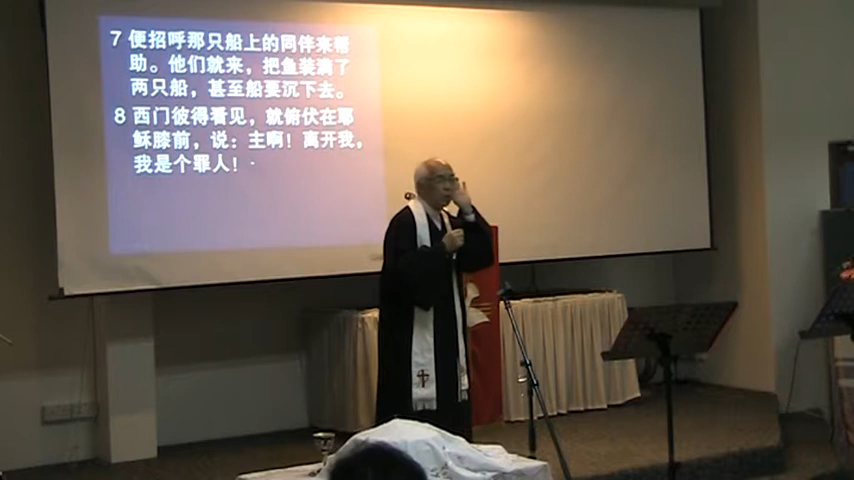 7 便招呼那只船上的同伴来帮
助。他们就来，把鱼装满了
两只船，甚至船要沉下去。
8 西门彼得看见，就俯伏在耶
稣膝前，说：主啊！离开我，
我是个罪人！